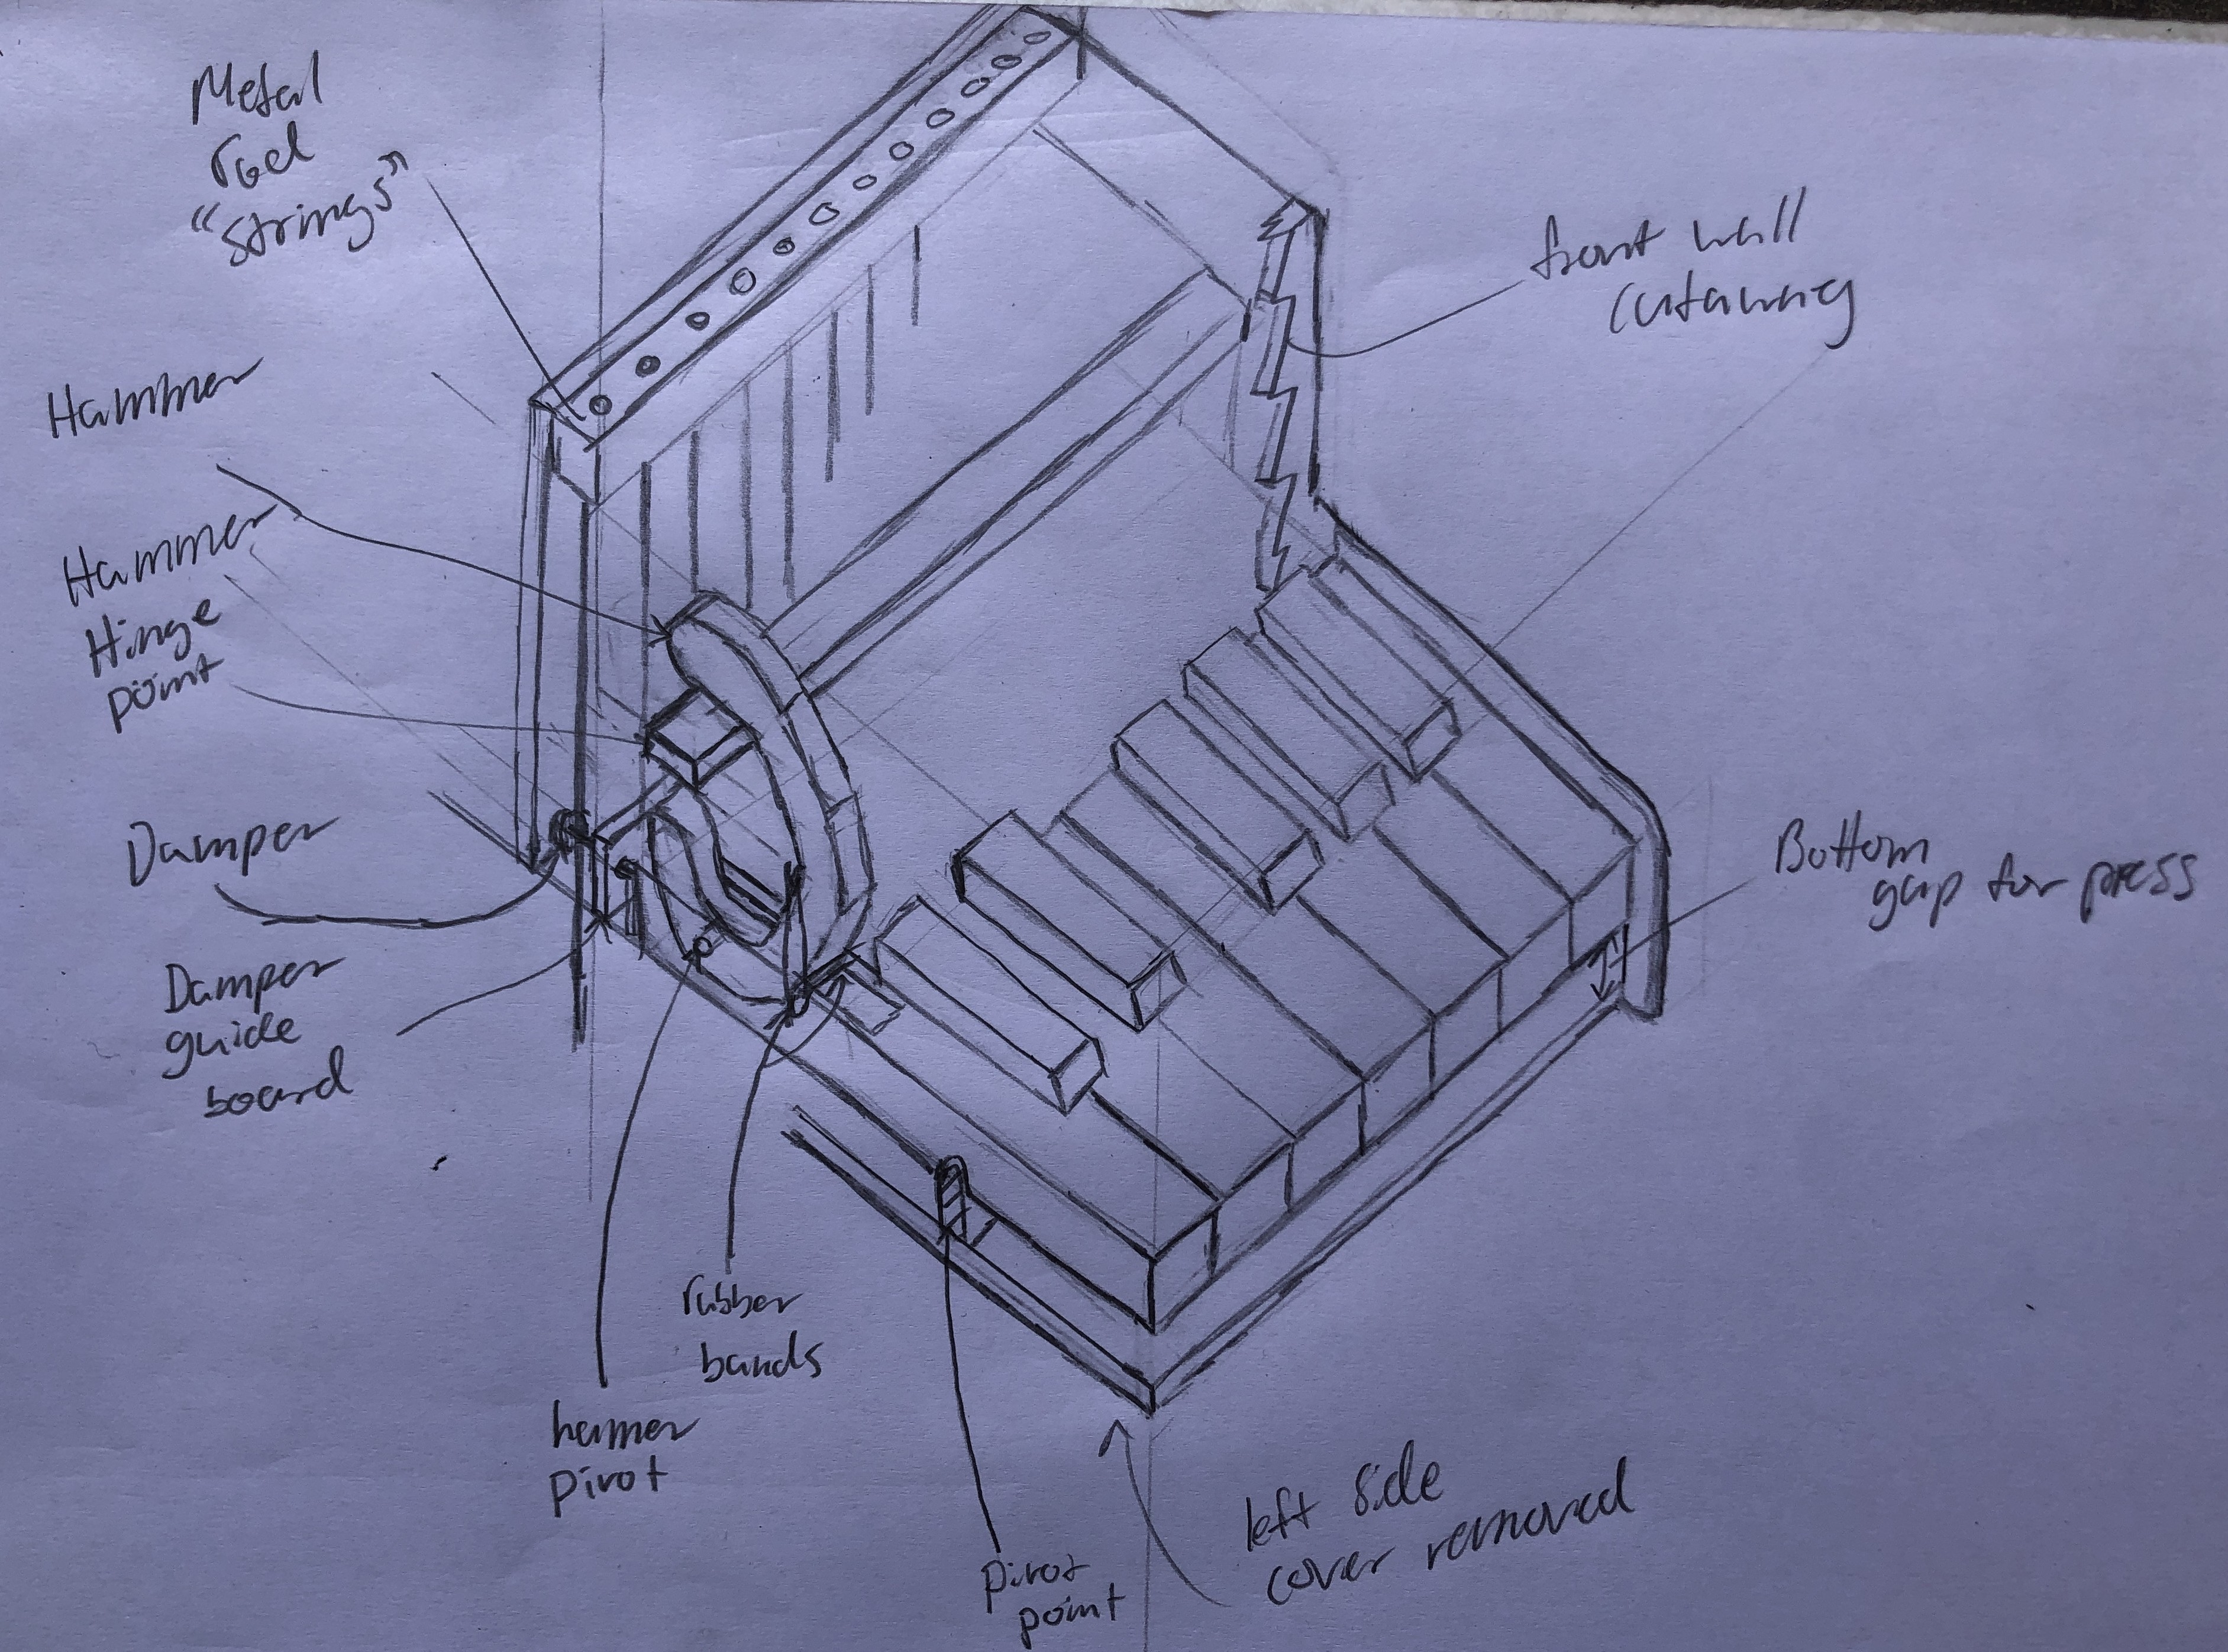 Metal
rod
"strings"
Hammer
Hammer
Hinge
point
Damper
Damper
guide
board
hammer
pivot
rubber
bands
pivot
point
left side
cover removed
Bottom
gap for press
front wall
cutaway